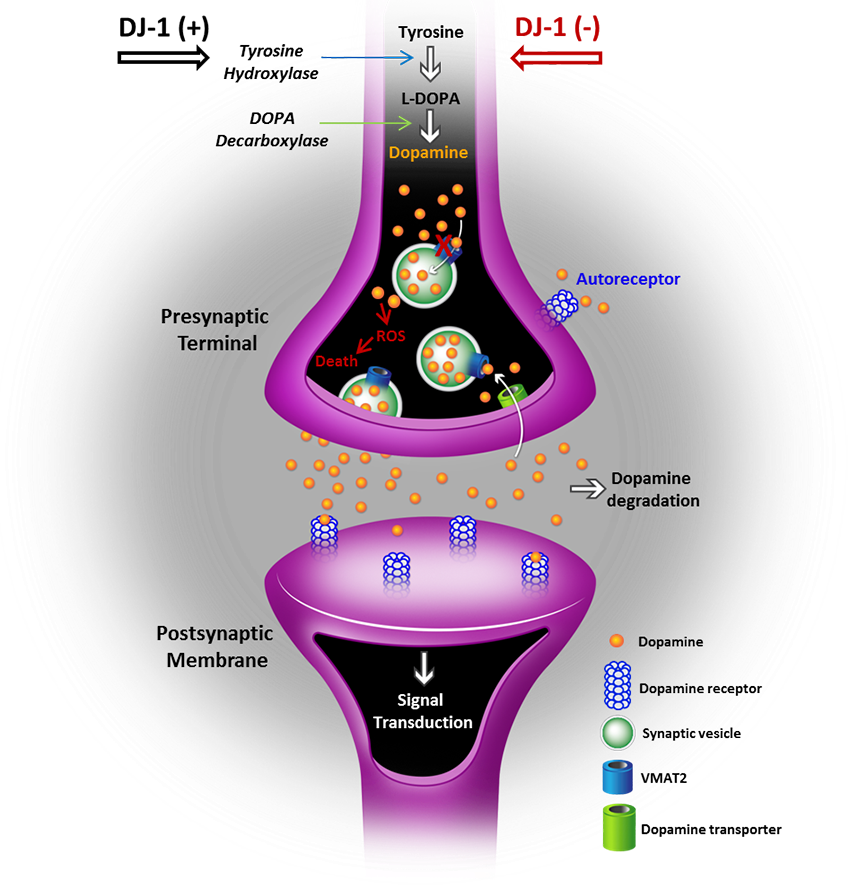 DJ-1 (+)
DJ-1 (-)
Tyrosine
Tyrosine
Hydroxylase
L-DOPA
DOPA
Decarboxylase
Dopamine
X
Autoreceptor
Presynaptic
Terminal
ROS
Death
Dopamine
degradation
Postsynaptic
Membrane
Signal
Transduction
Dopamine
Dopamine receptor
Synaptic vesicle
VMAT2
Dopamine transporter